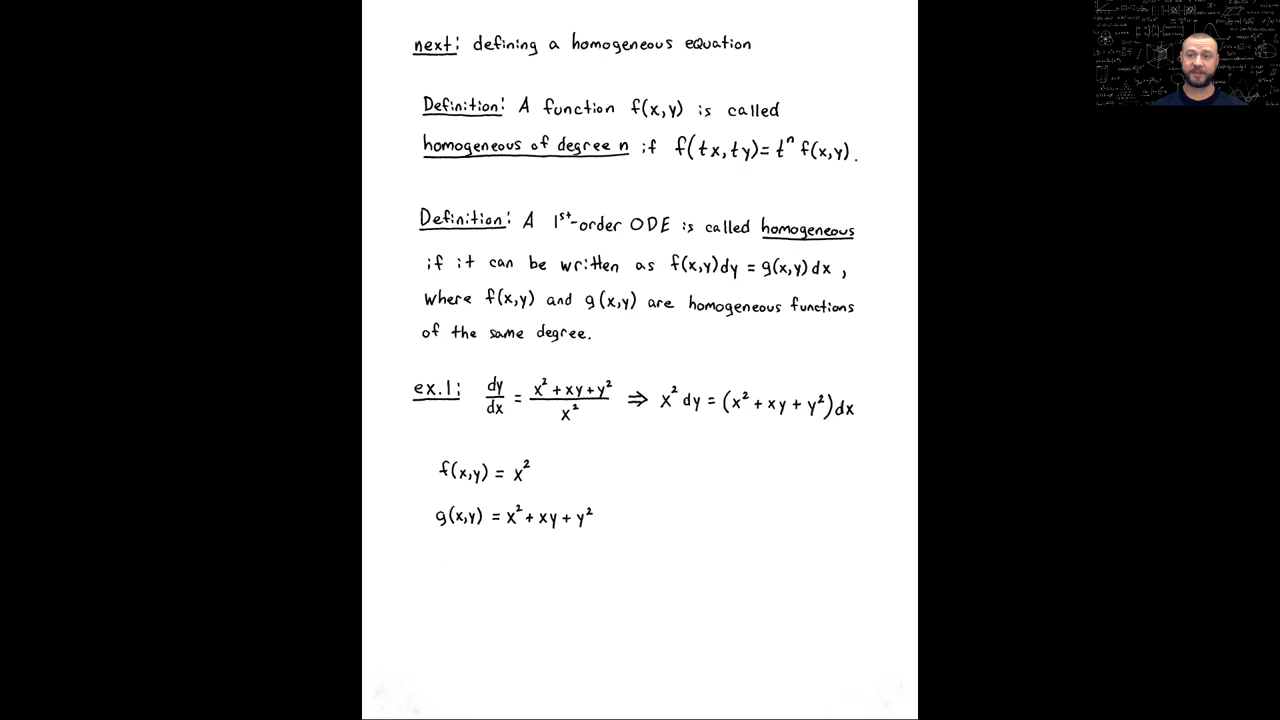 next: defining a homogeneous equation
Definition: A function f(x,y) is called
homogeneous of degree n if f(tx,ty)=tⁿ f(x,y).
Definition: A 1ˢᵗ-order ODE is called homogeneous
if it can be written as f(x,y)dy = g(x,y)dx,
where f(x,y) and g(x,y) are homogeneous functions
of the same degree.
ex.1: dy/dx = (x² + xy + y²)/x² ⇒ x² dy = (x² + xy + y²)dx
f(x,y) = x²
g(x,y) = x² + xy + y²